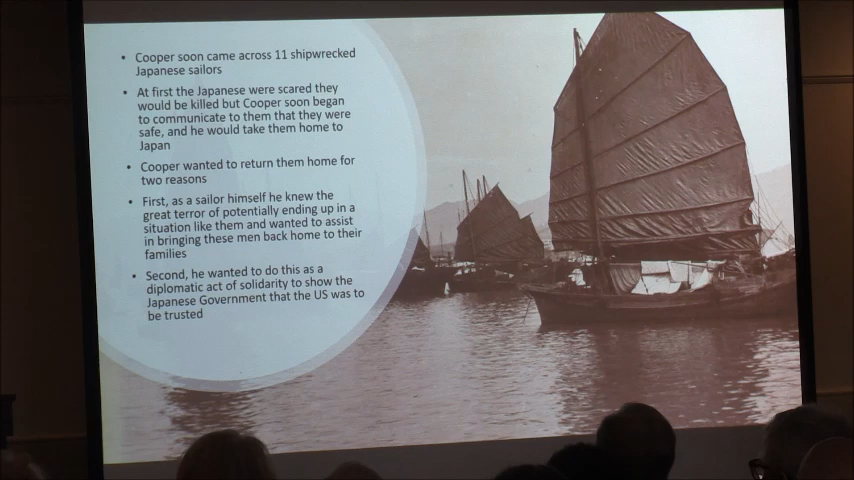 • Cooper soon came across 11 shipwrecked
Japanese sailors
• At first the Japanese were scared they
would be killed but Cooper soon began
to communicate to them that they were
safe, and he would take them home to
Japan
• Cooper wanted to return them home for
two reasons
• First, as a sailor himself he knew the
great terror of potentially ending up in a
situation like them and wanted to assist
in bringing these men back home to their
families
• Second, he wanted to do this as a
diplomatic act of solidarity to show the
Japanese Government that the US was to
be trusted